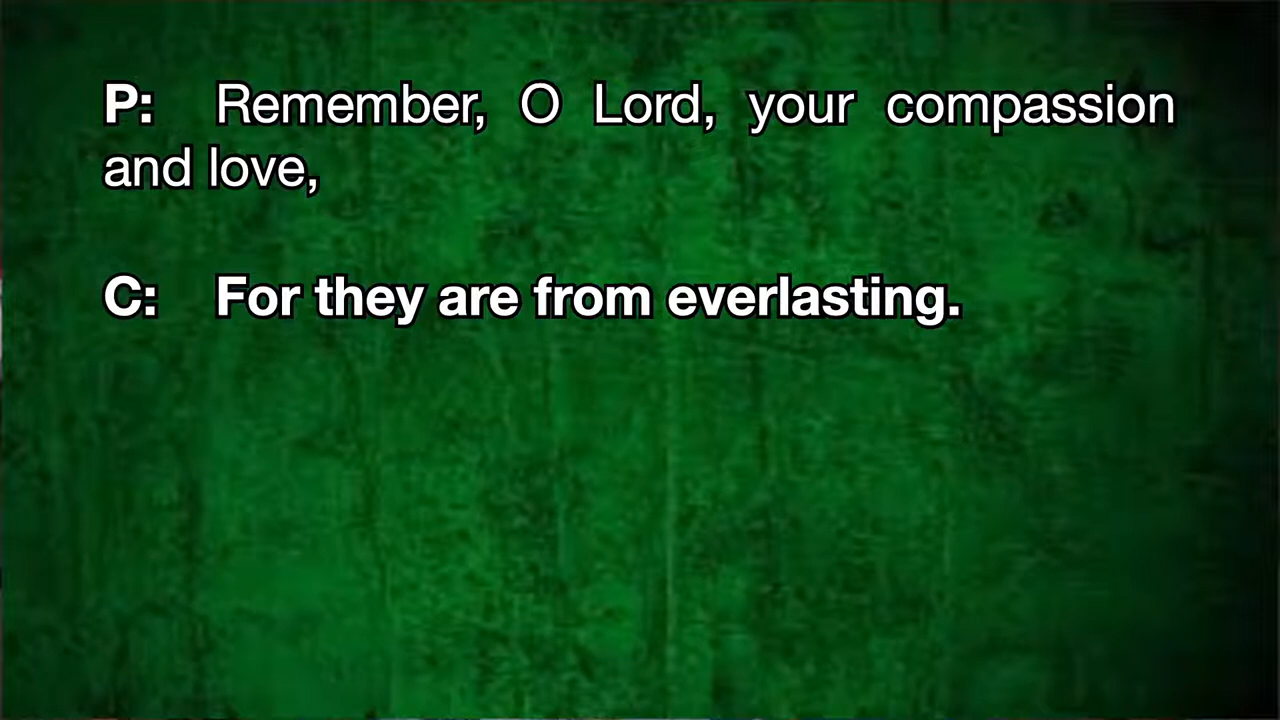 P: Remember, O Lord, your compassion
and love,
C: For they are from everlasting.